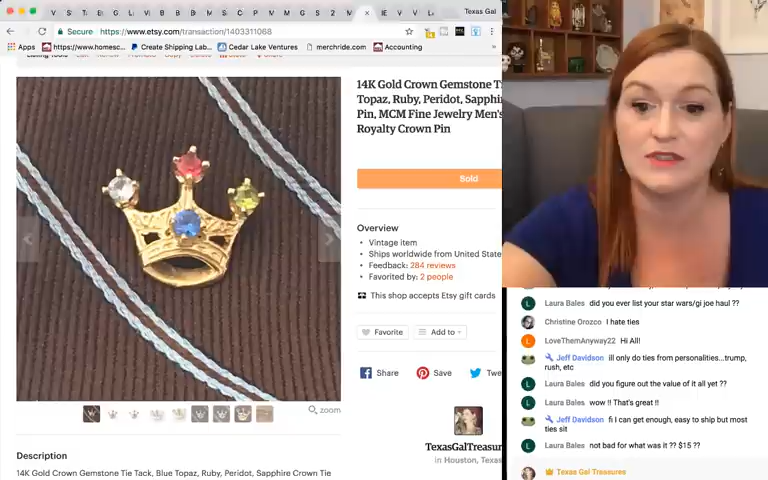 Texas Gal
Secure
https://www.etsy.com/transaction/1403311068
Apps
https://www.homesc...
Create Shipping Lab...
Cedar Lake Ventures
merchride.com
Accounting
14K Gold Crown Gemstone T
Topaz, Ruby, Peridot, Sapphir
Pin, MCM Fine Jewelry Men's
Royalty Crown Pin
Sold
Overview
• Vintage item
• Ships worldwide from United State
• Feedback: 284 reviews
• Favorited by: 2 people
This shop accepts Etsy gift cards
Favorite
Add to
Share
Save
Twe
zoom
TexasGalTreasur
in Houston, Texas
Description
14K Gold Crown Gemstone Tie Tack, Blue Topaz, Ruby, Peridot, Sapphire Crown Tie
Laura Bales did you ever list your star wars/gi joe haul ??
Christine Orozco I hate ties
LoveThemAnyway22 Hi All!
Jeff Davidson ill only do ties from personalities...trump,
rush, etc
Laura Bales did you figure out the value of it all yet ??
Laura Bales wow !! That's great !!
Jeff Davidson fi I can get enough, easy to ship but most
ties sit
Laura Bales not bad for what was it ?? $15 ??
Texas Gal Treasures